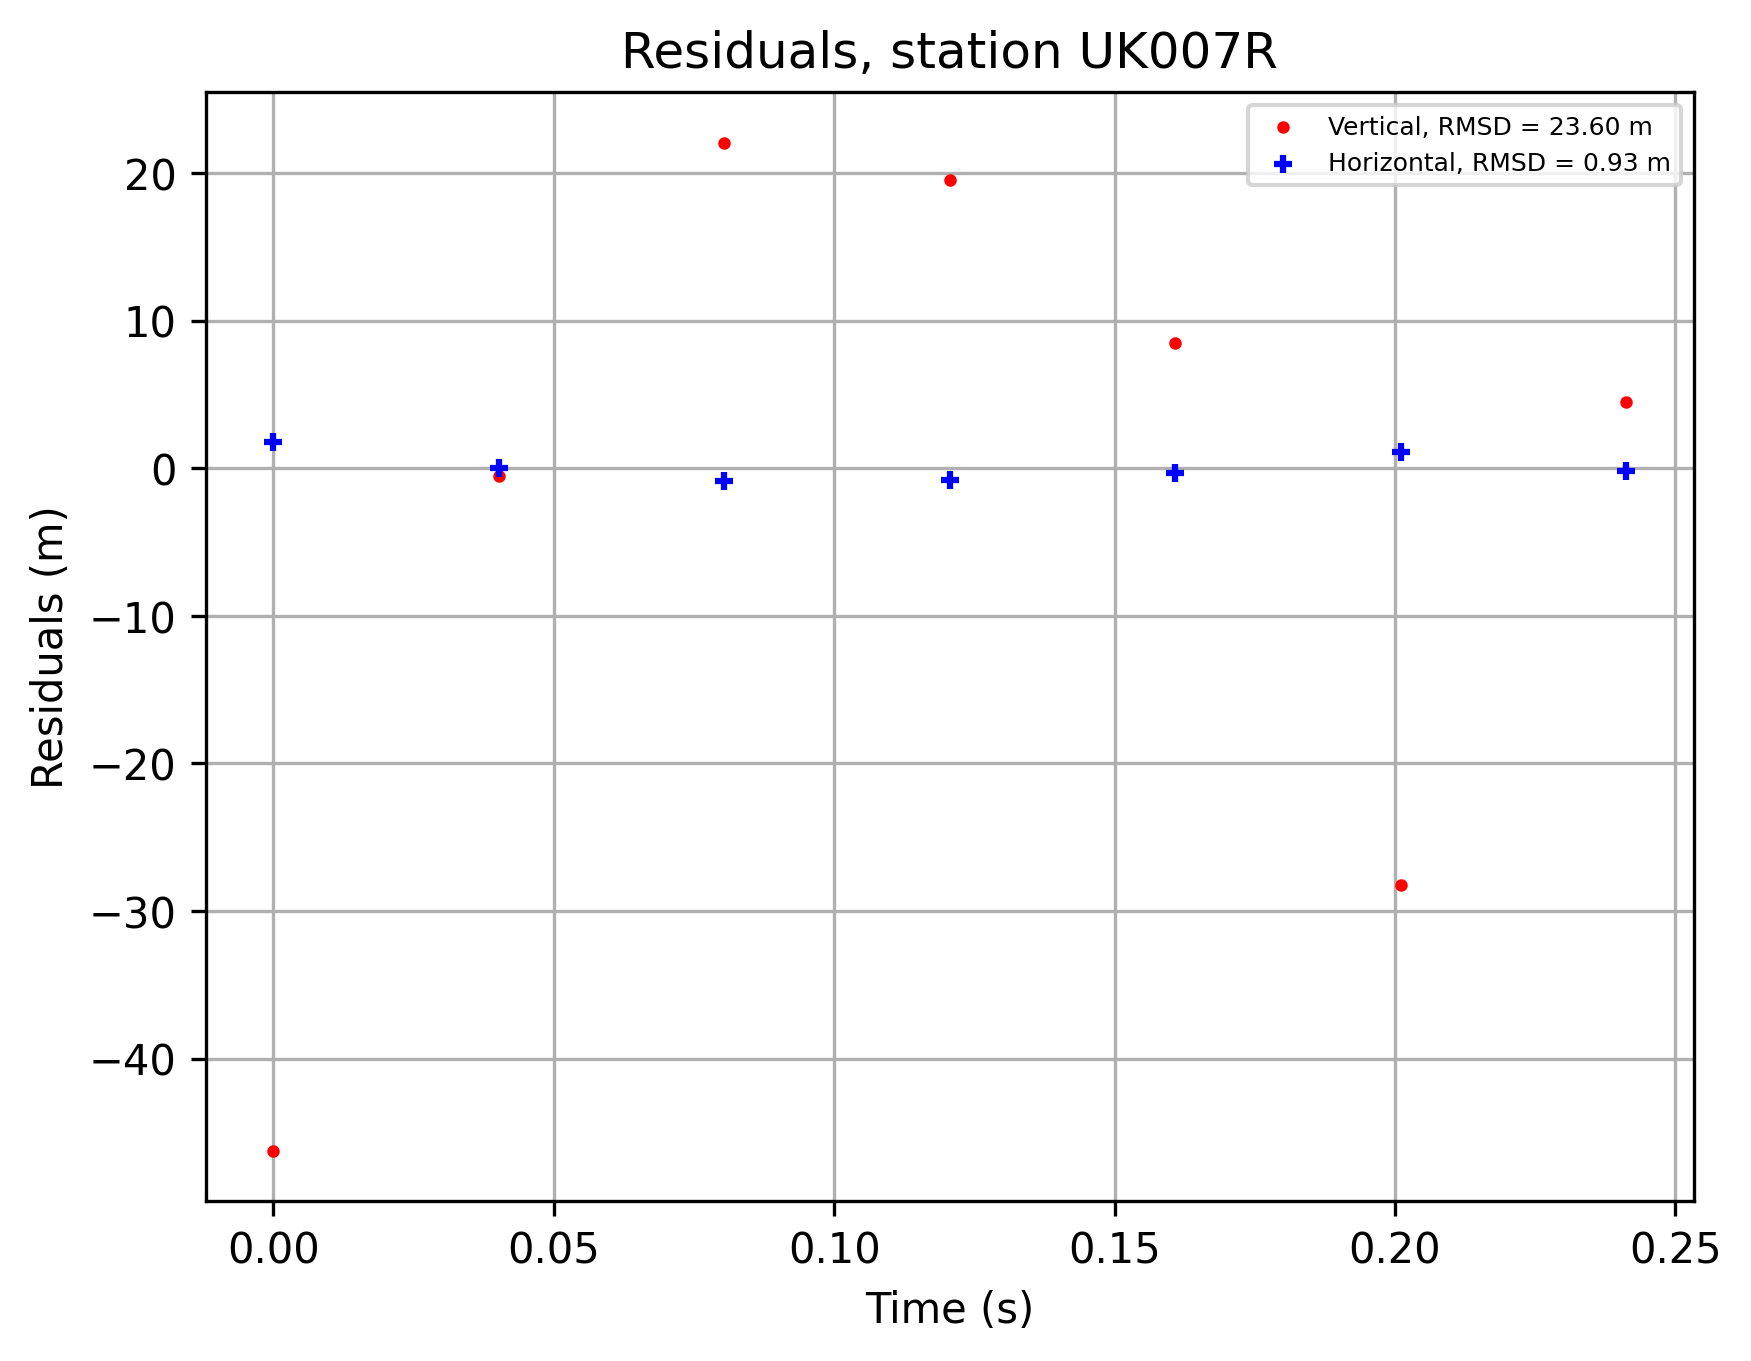 Residuals, station UK007R
Vertical, RMSD = 23.60 m
Horizontal, RMSD = 0.93 m
20
10
0
−10
−20
−30
−40
Residuals (m)
0.00 0.05 0.10 0.15 0.20 0.25
Time (s)